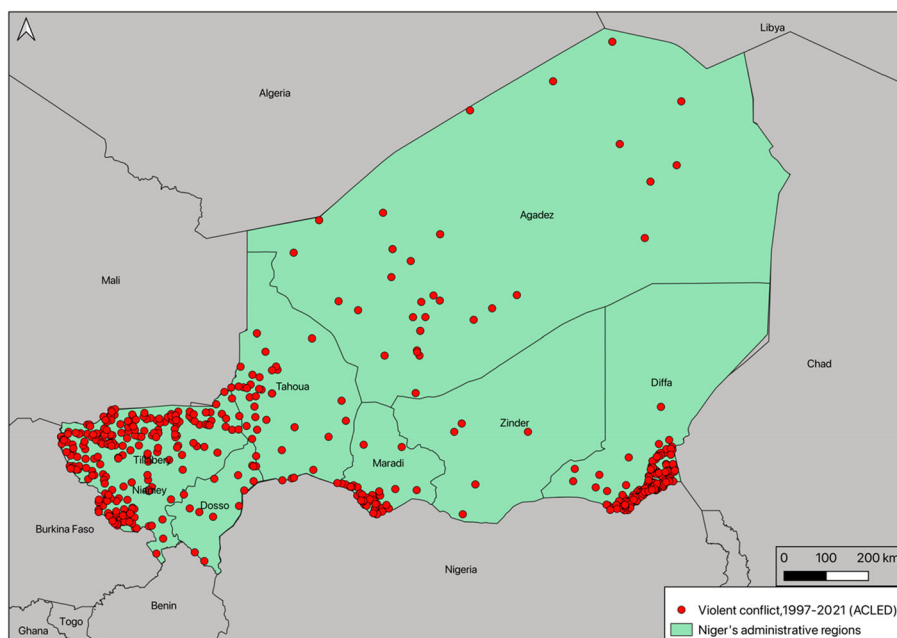 Libya
Algeria
Agadez
Mali
Chad
Tahoua
Diffa
Zinder
Maradi
Niamey
Dosso
Burkina Faso
Nigeria
Benin
Togo
Ghana
0 100 200 km
Violent conflict,1997-2021 (ACLED)
Niger's administrative regions